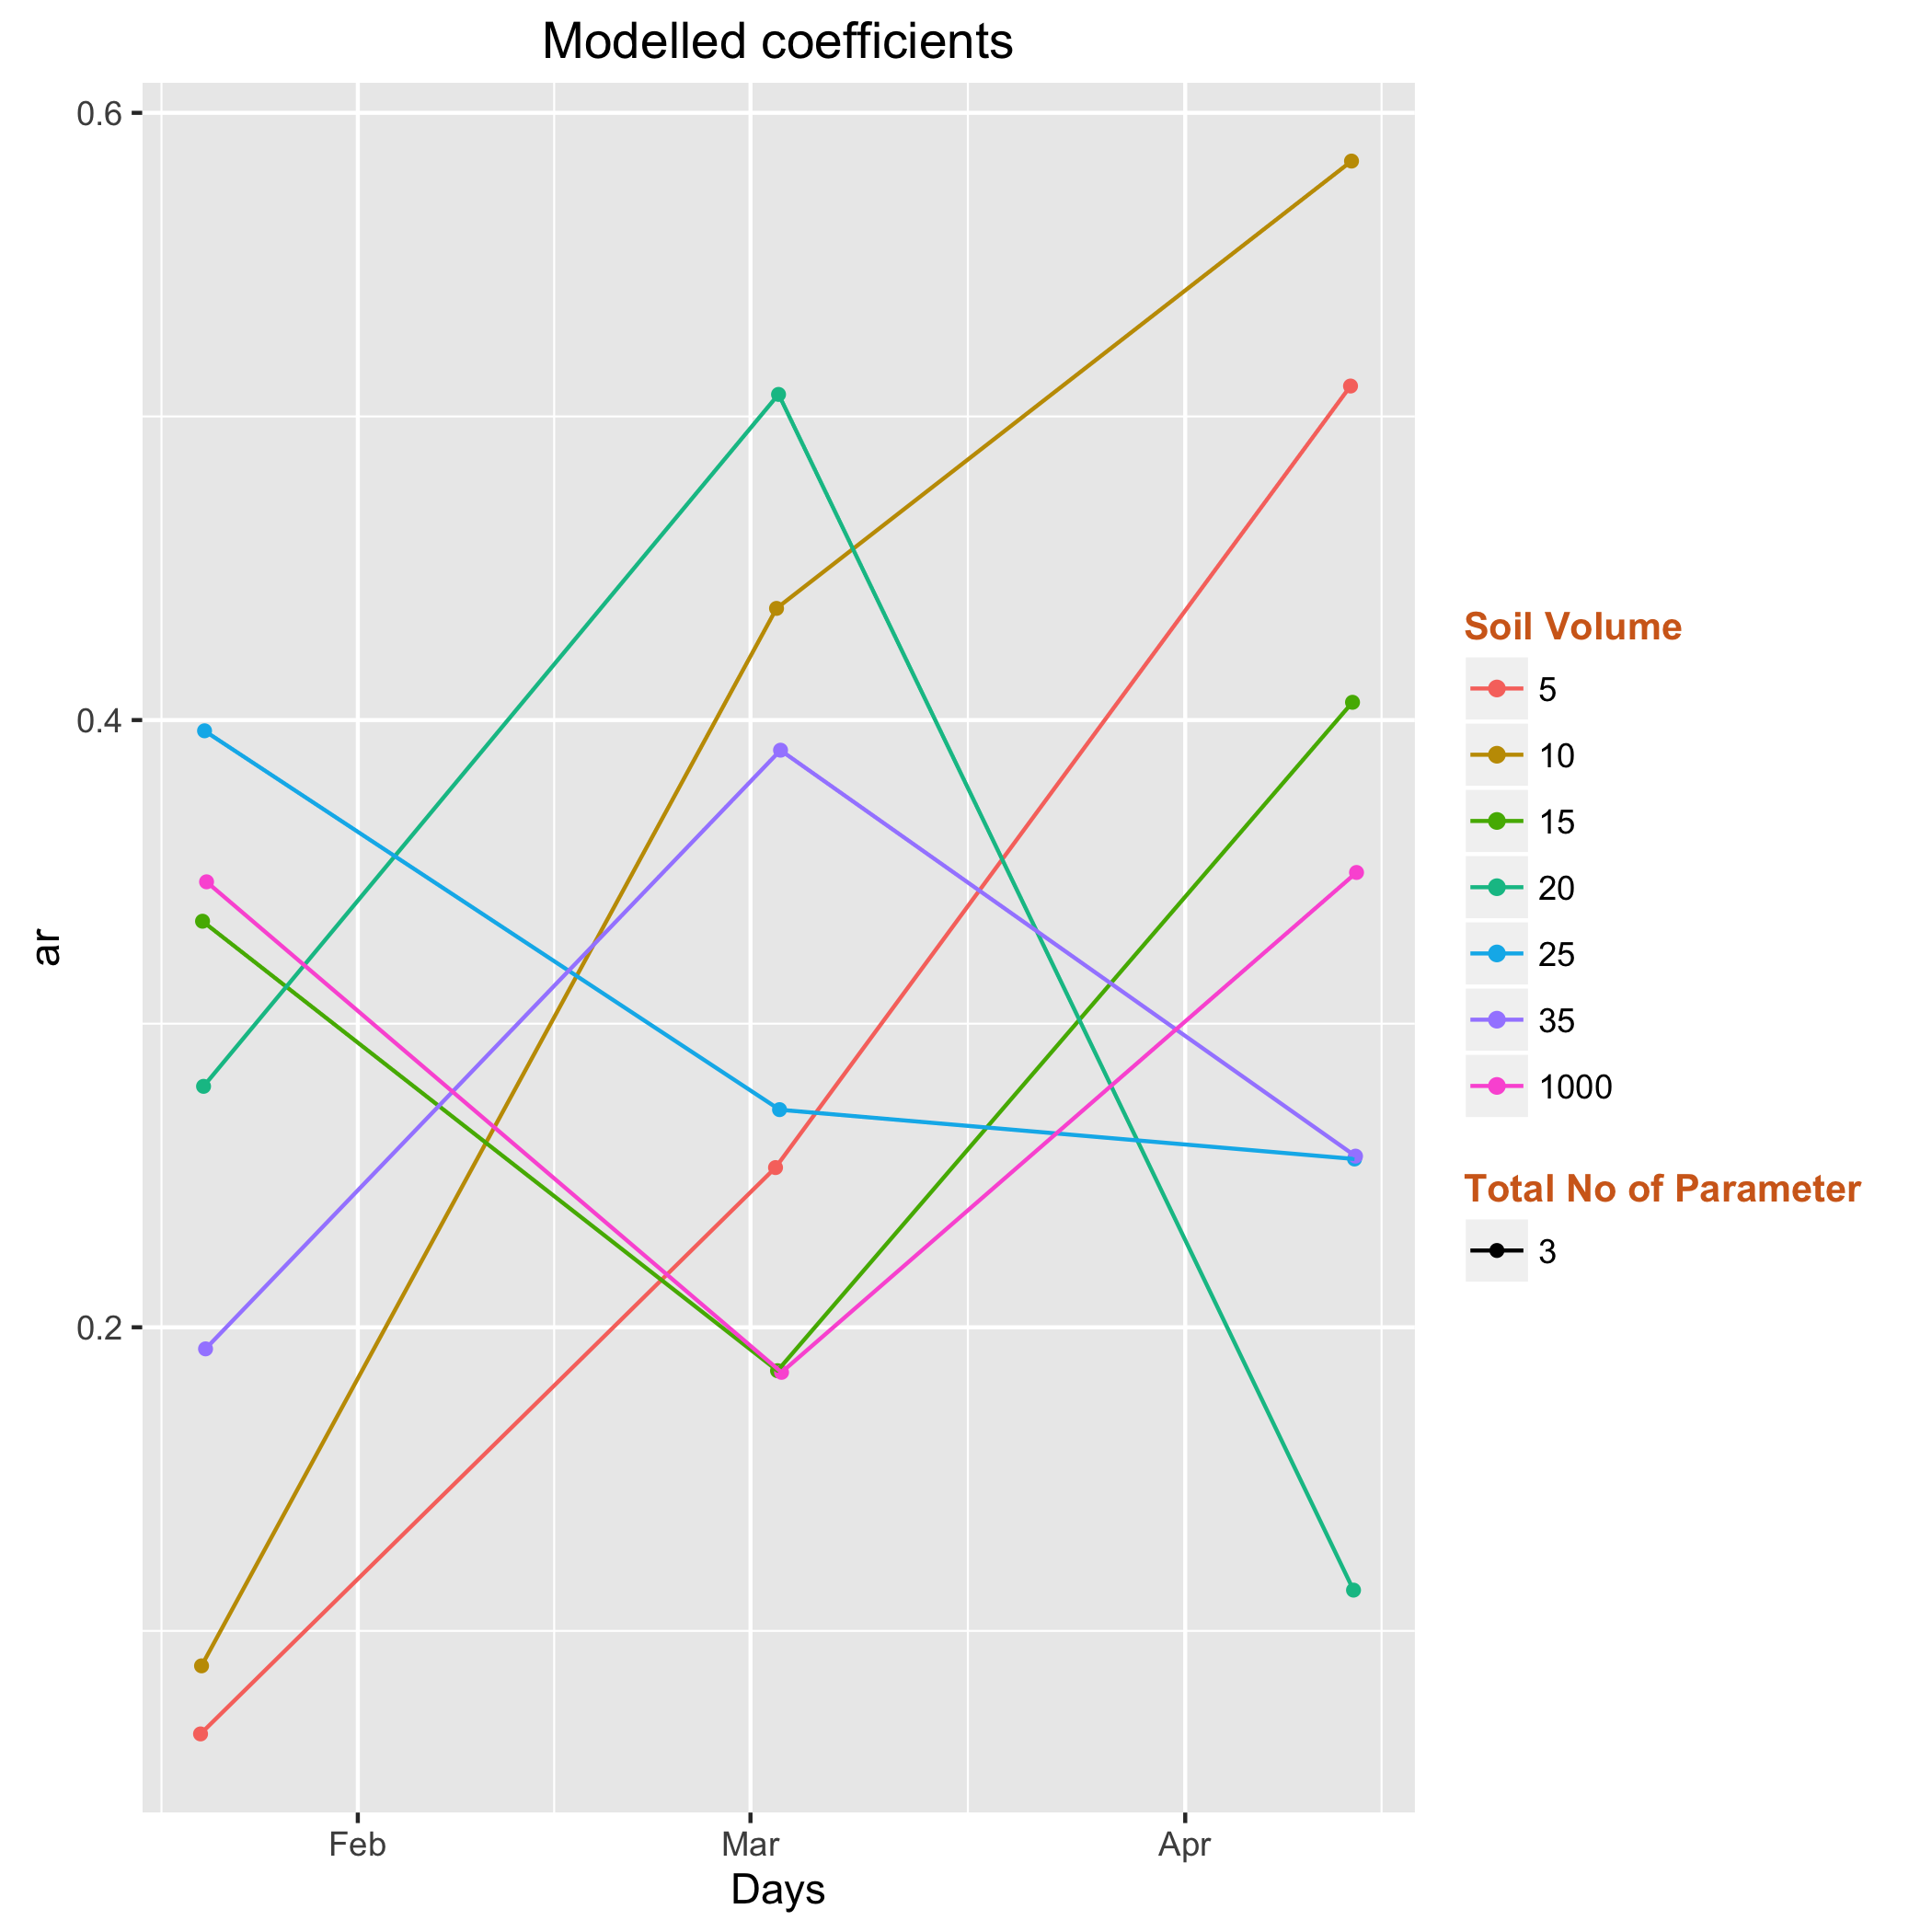 Modelled coefficients
0.6
0.4
0.2
ar
Feb Mar Apr
Days
Soil Volume
5
10
15
20
25
35
1000
Total No of Parameter
3